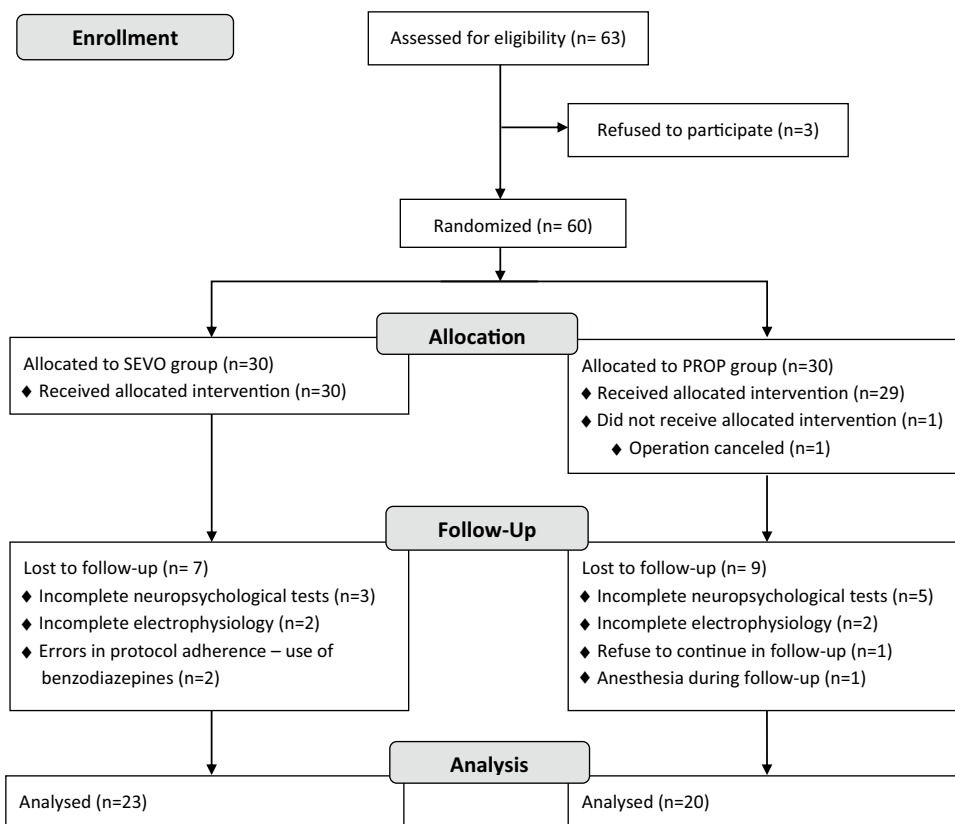 Enrollment
Assessed for eligibility (n= 63)
Refused to participate (n=3)
Randomized (n= 60)
Allocation
Allocated to SEVO group (n=30)
♦ Received allocated intervention (n=30)
Allocated to PROP group (n=30)
♦ Received allocated intervention (n=29)
♦ Did not receive allocated intervention (n=1)
♦ Operation canceled (n=1)
Follow-Up
Lost to follow-up (n= 7)
♦ Incomplete neuropsychological tests (n=3)
♦ Incomplete electrophysiology (n=2)
♦ Errors in protocol adherence – use of
benzodiazepines (n=2)
Lost to follow-up (n= 9)
♦ Incomplete neuropsychological tests (n=5)
♦ Incomplete electrophysiology (n=2)
♦ Refuse to continue in follow-up (n=1)
♦ Anesthesia during follow-up (n=1)
Analysis
Analysed (n=23)
Analysed (n=20)